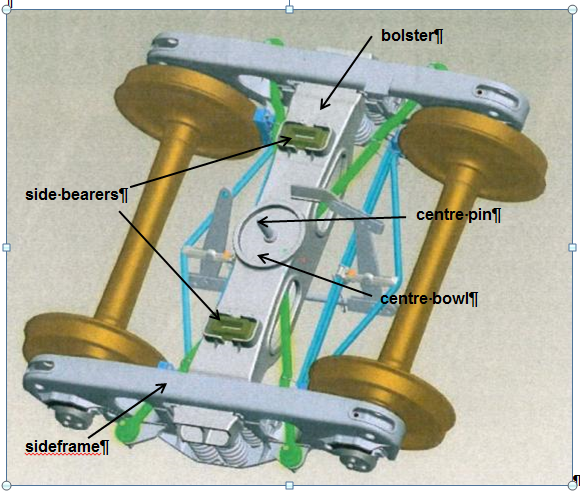 bolster¶
side·bearers¶
centre·pin¶
centre·bowl¶
sideframe¶
¶